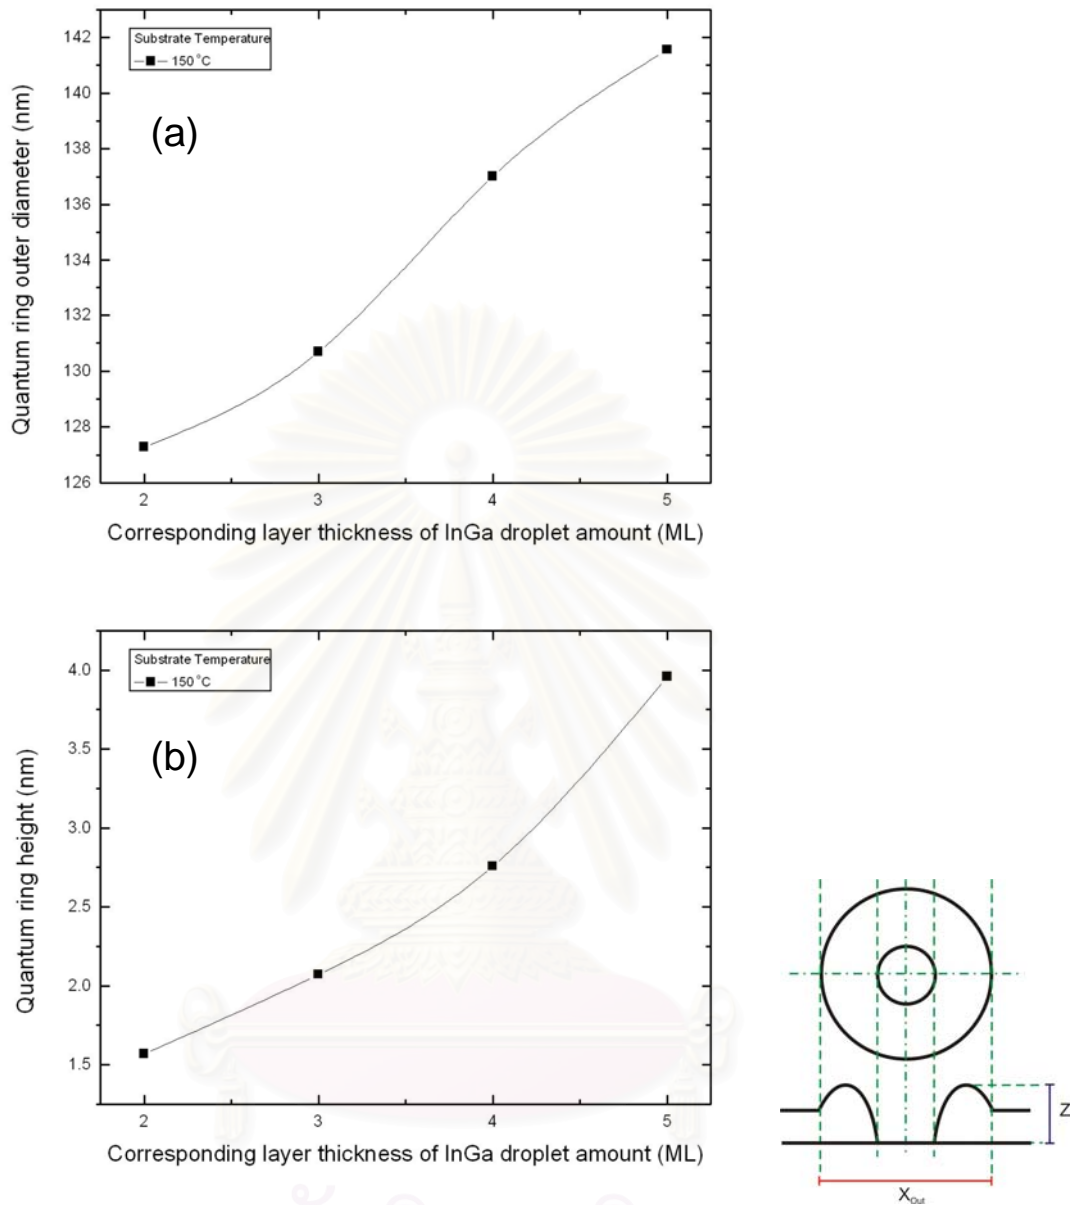 142
140
138
136
134
132
130
128
126
Quantum ring outer diameter (nm)
Substrate Temperature
150 °C
(a)
2 3 4 5
Corresponding layer thickness of InGa droplet amount (ML)
4.0
3.5
3.0
2.5
2.0
1.5
Quantum ring height (nm)
Substrate Temperature
150 °C
(b)
2 3 4 5
Corresponding layer thickness of InGa droplet amount (ML)
Z
X_Out